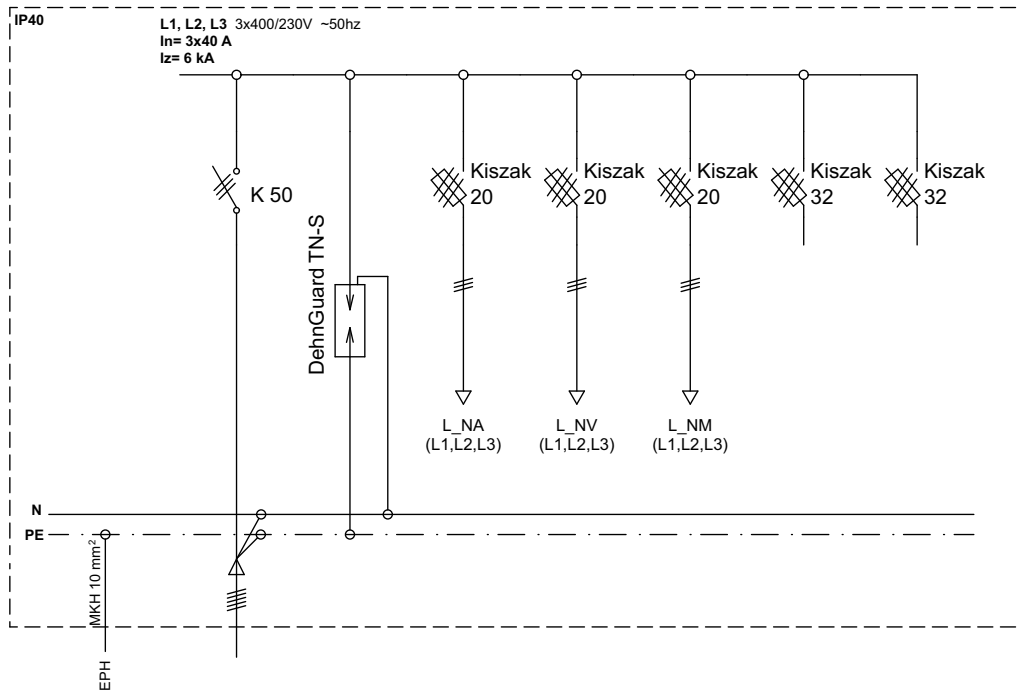 IP40
L1, L2, L3 3x400/230V ~50hz
In= 3x40 A
Iz= 6 kA
K 50
DehnGuard TN-S
Kiszak
20
Kiszak
20
Kiszak
20
Kiszak
32
Kiszak
32
L_NA
(L1,L2,L3)
L_NV
(L1,L2,L3)
L_NM
(L1,L2,L3)
N
PE
MKH 10 mm²
EPH